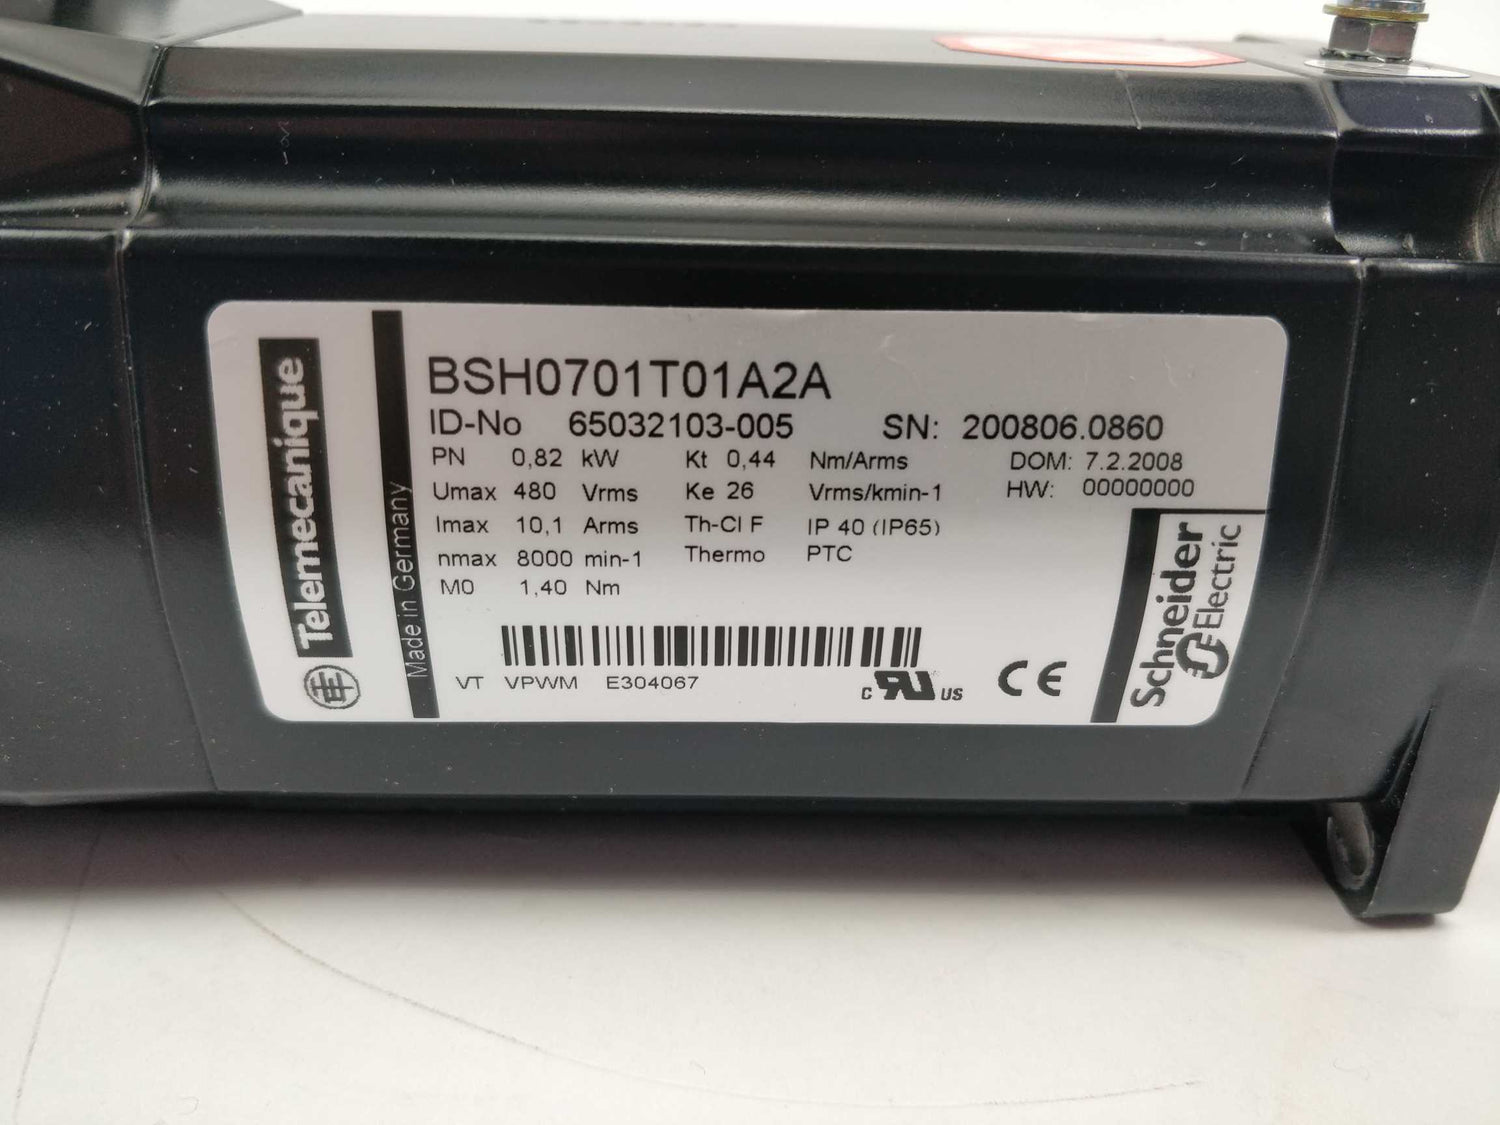 Telemecanique
Made in Germany
BSH0701T01A2A
ID-No 65032103-005 SN: 200806.0860
PN 0,82 kW Kt 0,44 Nm/Arms DOM: 7.2.2008
Umax 480 Vrms Ke 26 Vrms/kmin-1 HW: 00000000
Imax 10,1 Arms Th-Cl F IP 40 (IP65)
nmax 8000 min-1 Thermo PTC
M0 1,40 Nm
VT VPWM E304067
c RU US CE
Schneider
Electric